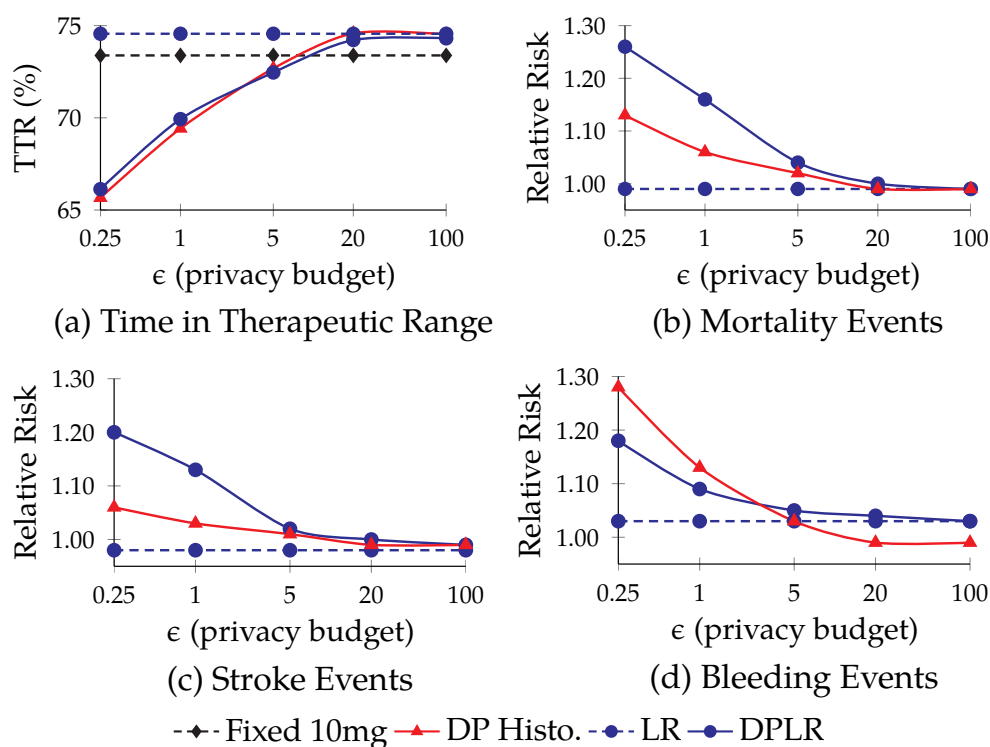 75
70
65
TTR (%)
0.25 1 5 20 100
ϵ (privacy budget)
(a) Time in Therapeutic Range
1.30
1.20
1.10
1.00
Relative Risk
0.25 1 5 20 100
ϵ (privacy budget)
(b) Mortality Events
1.30
1.20
1.10
1.00
Relative Risk
0.25 1 5 20 100
ϵ (privacy budget)
(c) Stroke Events
1.30
1.20
1.10
1.00
Relative Risk
0.25 1 5 20 100
ϵ (privacy budget)
(d) Bleeding Events
Fixed 10mg DP Histo. LR DPLR